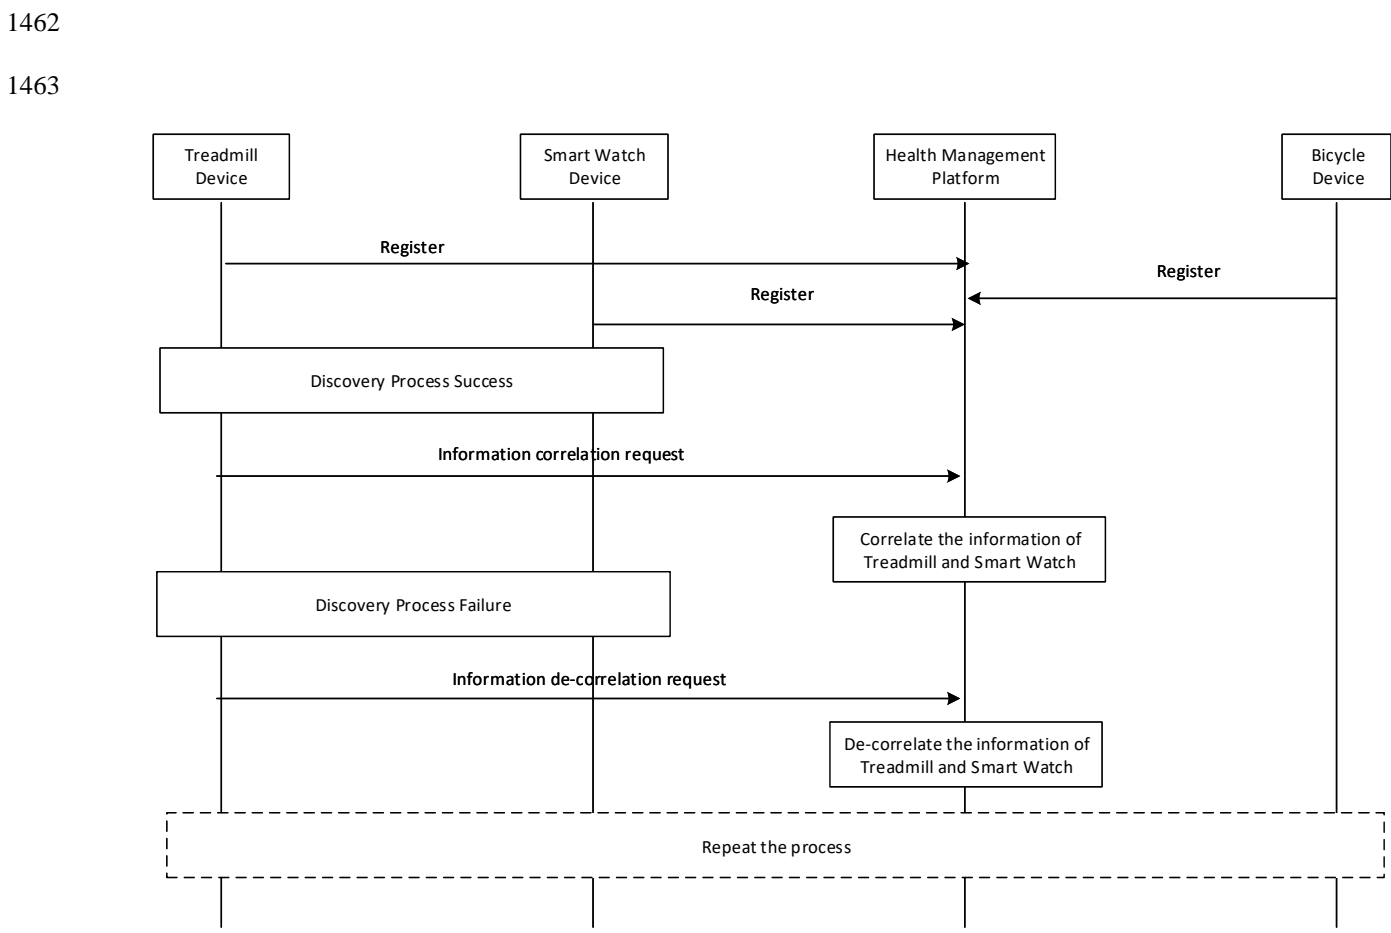 1462
1463
Treadmill
Device
Smart Watch
Device
Health Management
Platform
Bicycle
Device
Register
Register
Register
Discovery Process Success
Information correlation request
Correlate the information of
Treadmill and Smart Watch
Discovery Process Failure
Information de-correlation request
De-correlate the information of
Treadmill and Smart Watch
Repeat the process